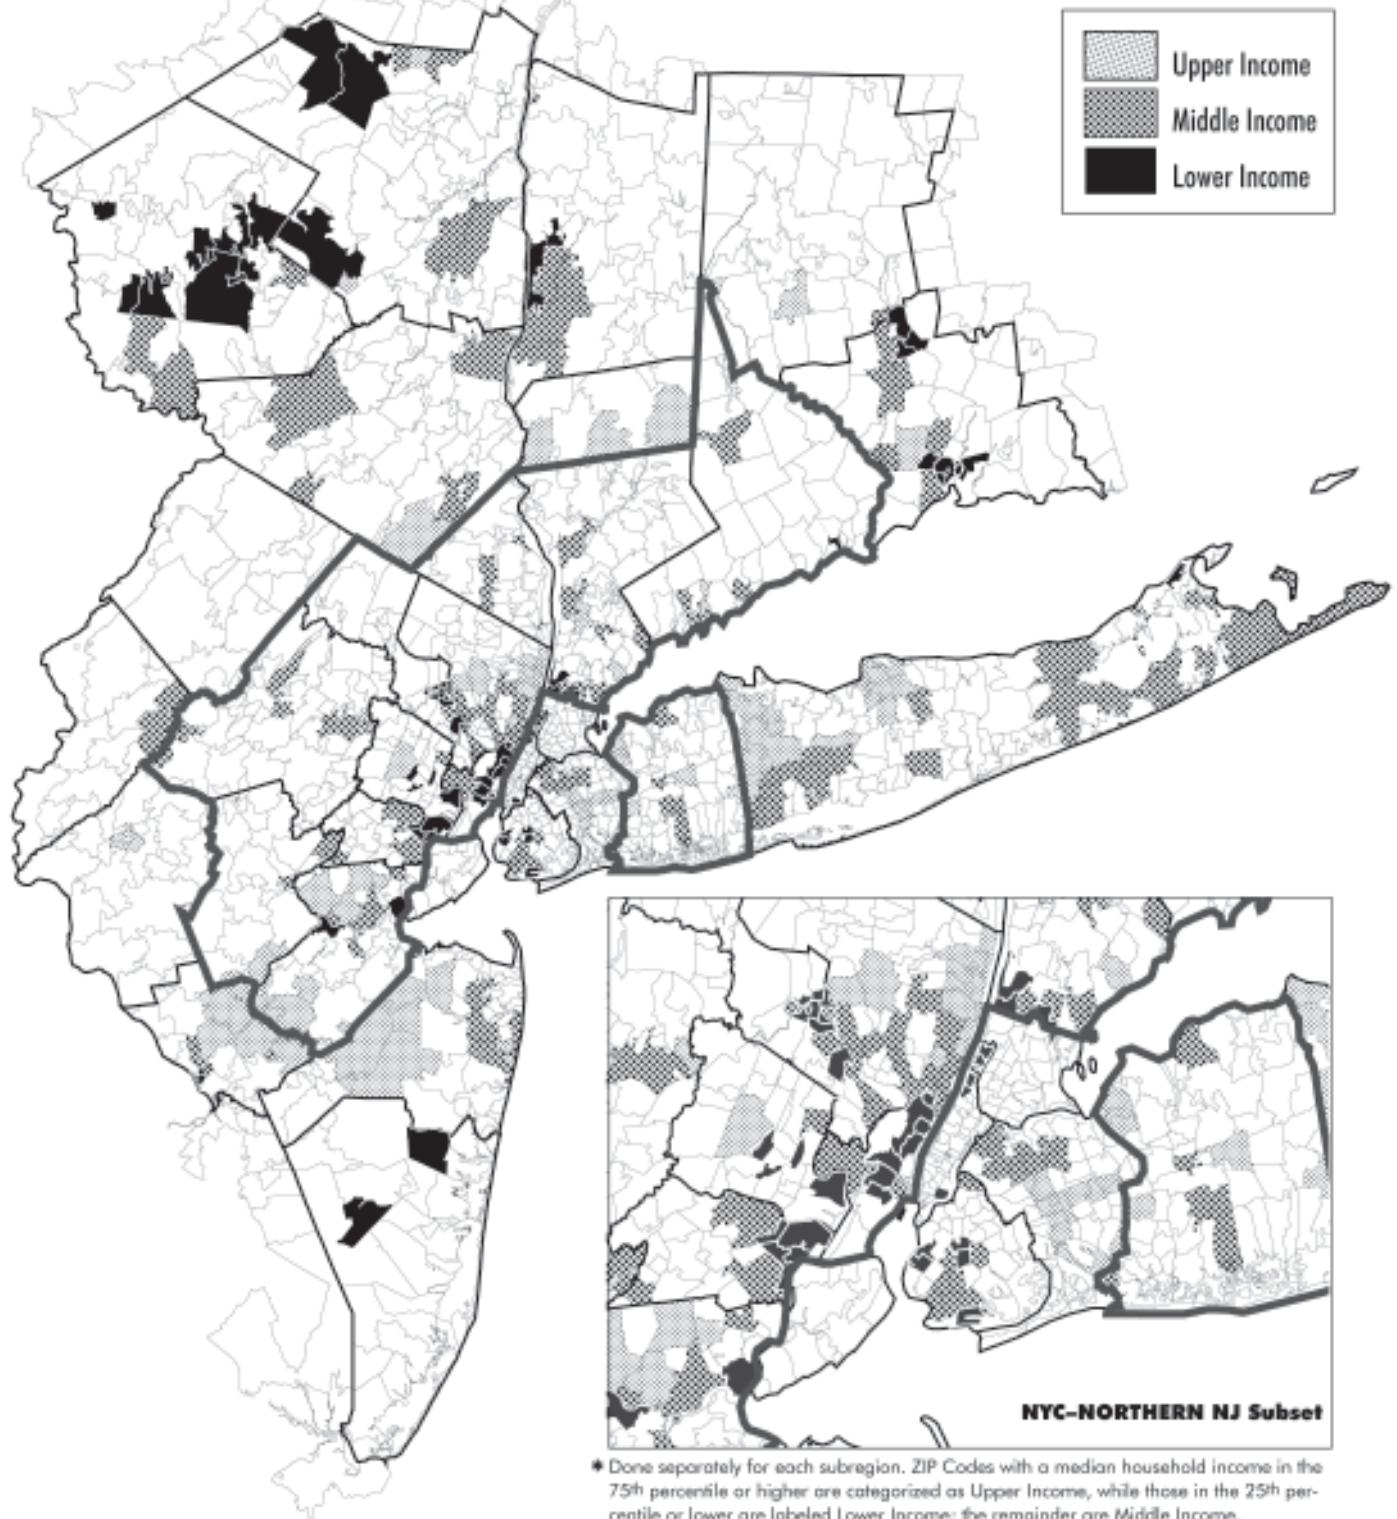 Upper Income
Middle Income
Lower Income
NYC–NORTHERN NJ Subset
* Done separately for each subregion. ZIP Codes with a median household income in the
75th percentile or higher are categorized as Upper Income, while those in the 25th per-
centile or lower are labeled Lower Income; the remainder are Middle Income.